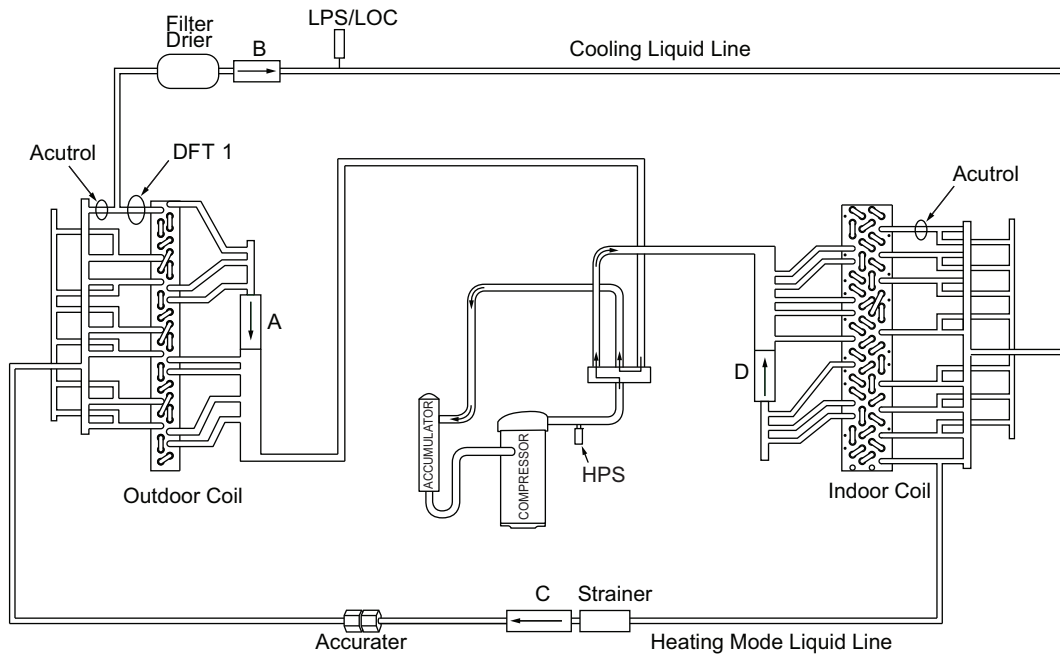 LPS/LOC
Filter
Drier
B
Cooling Liquid Line
Acutrol
DFT 1
Acutrol
A
D
ACCUMULATOR
COMPRESSOR
HPS
Outdoor Coil
Indoor Coil
C
Strainer
Accurater
Heating Mode Liquid Line